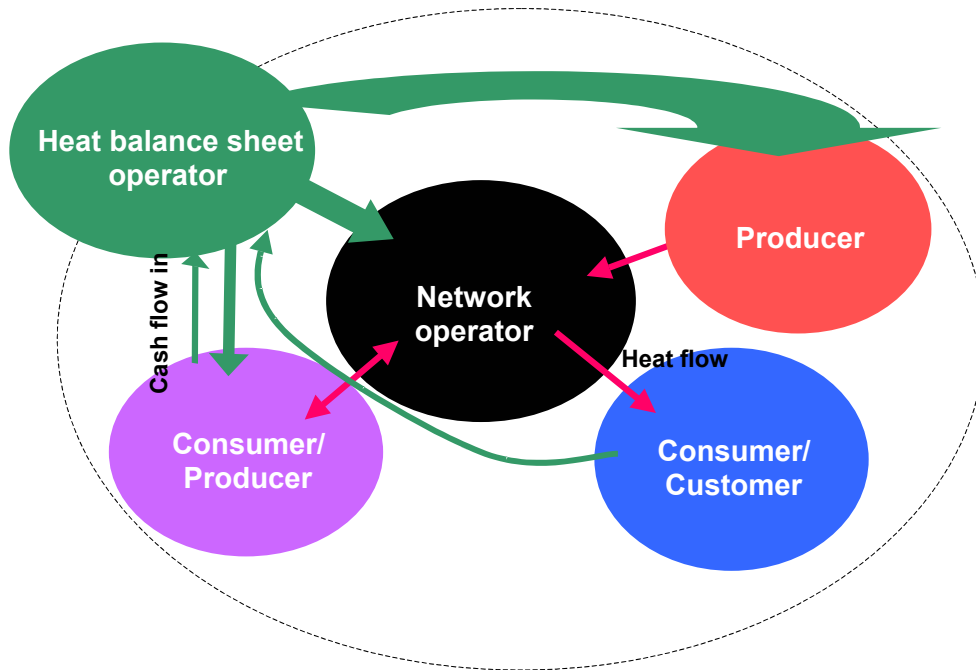 Heat balance sheet
operator
Producer
Network
operator
Cash flow in
Heat flow
Consumer/
Producer
Consumer/
Customer